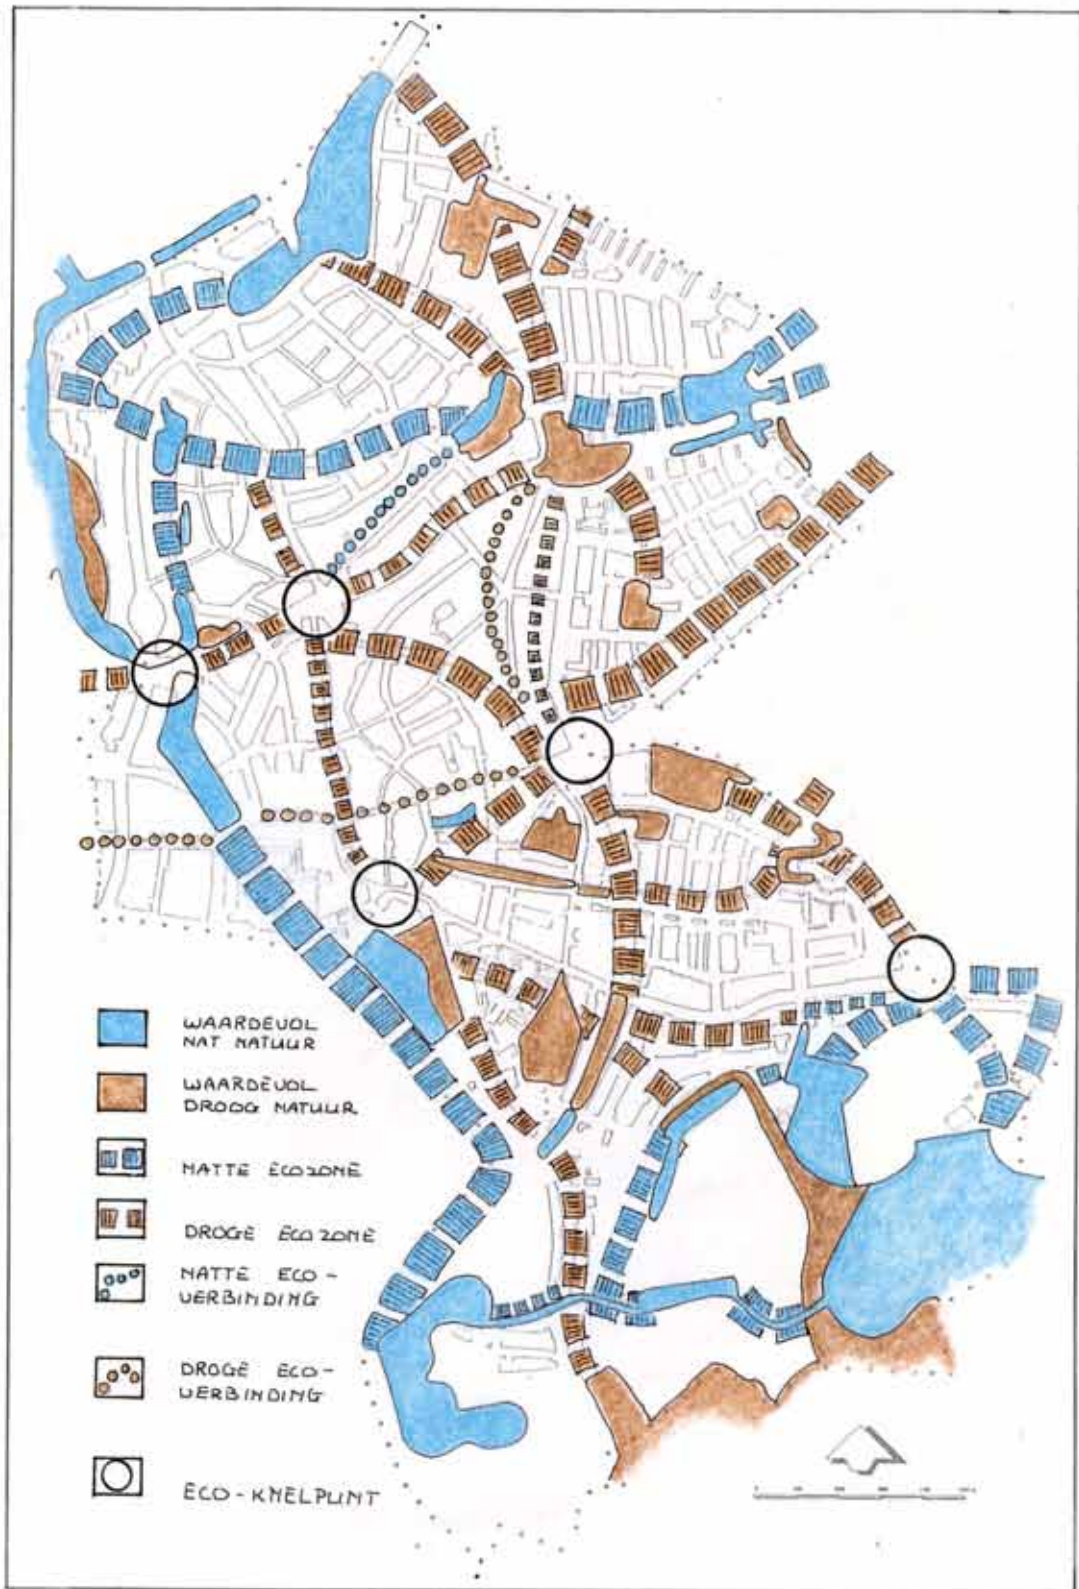 WAARDEVOL
NAT NATUUR
WAARDEVOL
DROOG NATUUR
NATTE ECOZONE
DROGE ECOZONE
NATTE ECO-
VERBINDING
DROGE ECO-
VERBINDING
ECO-KNELPUNT